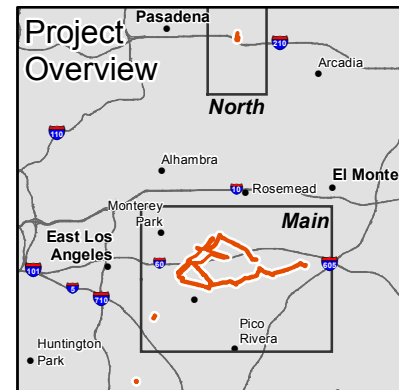 Project
Overview
Pasadena
210
Arcadia
North
110
Alhambra
10
Rosemead
El Monte
Monterey
Park
Main
East Los
Angeles
60
605
101
5
710
Pico
Rivera
Huntington
Park